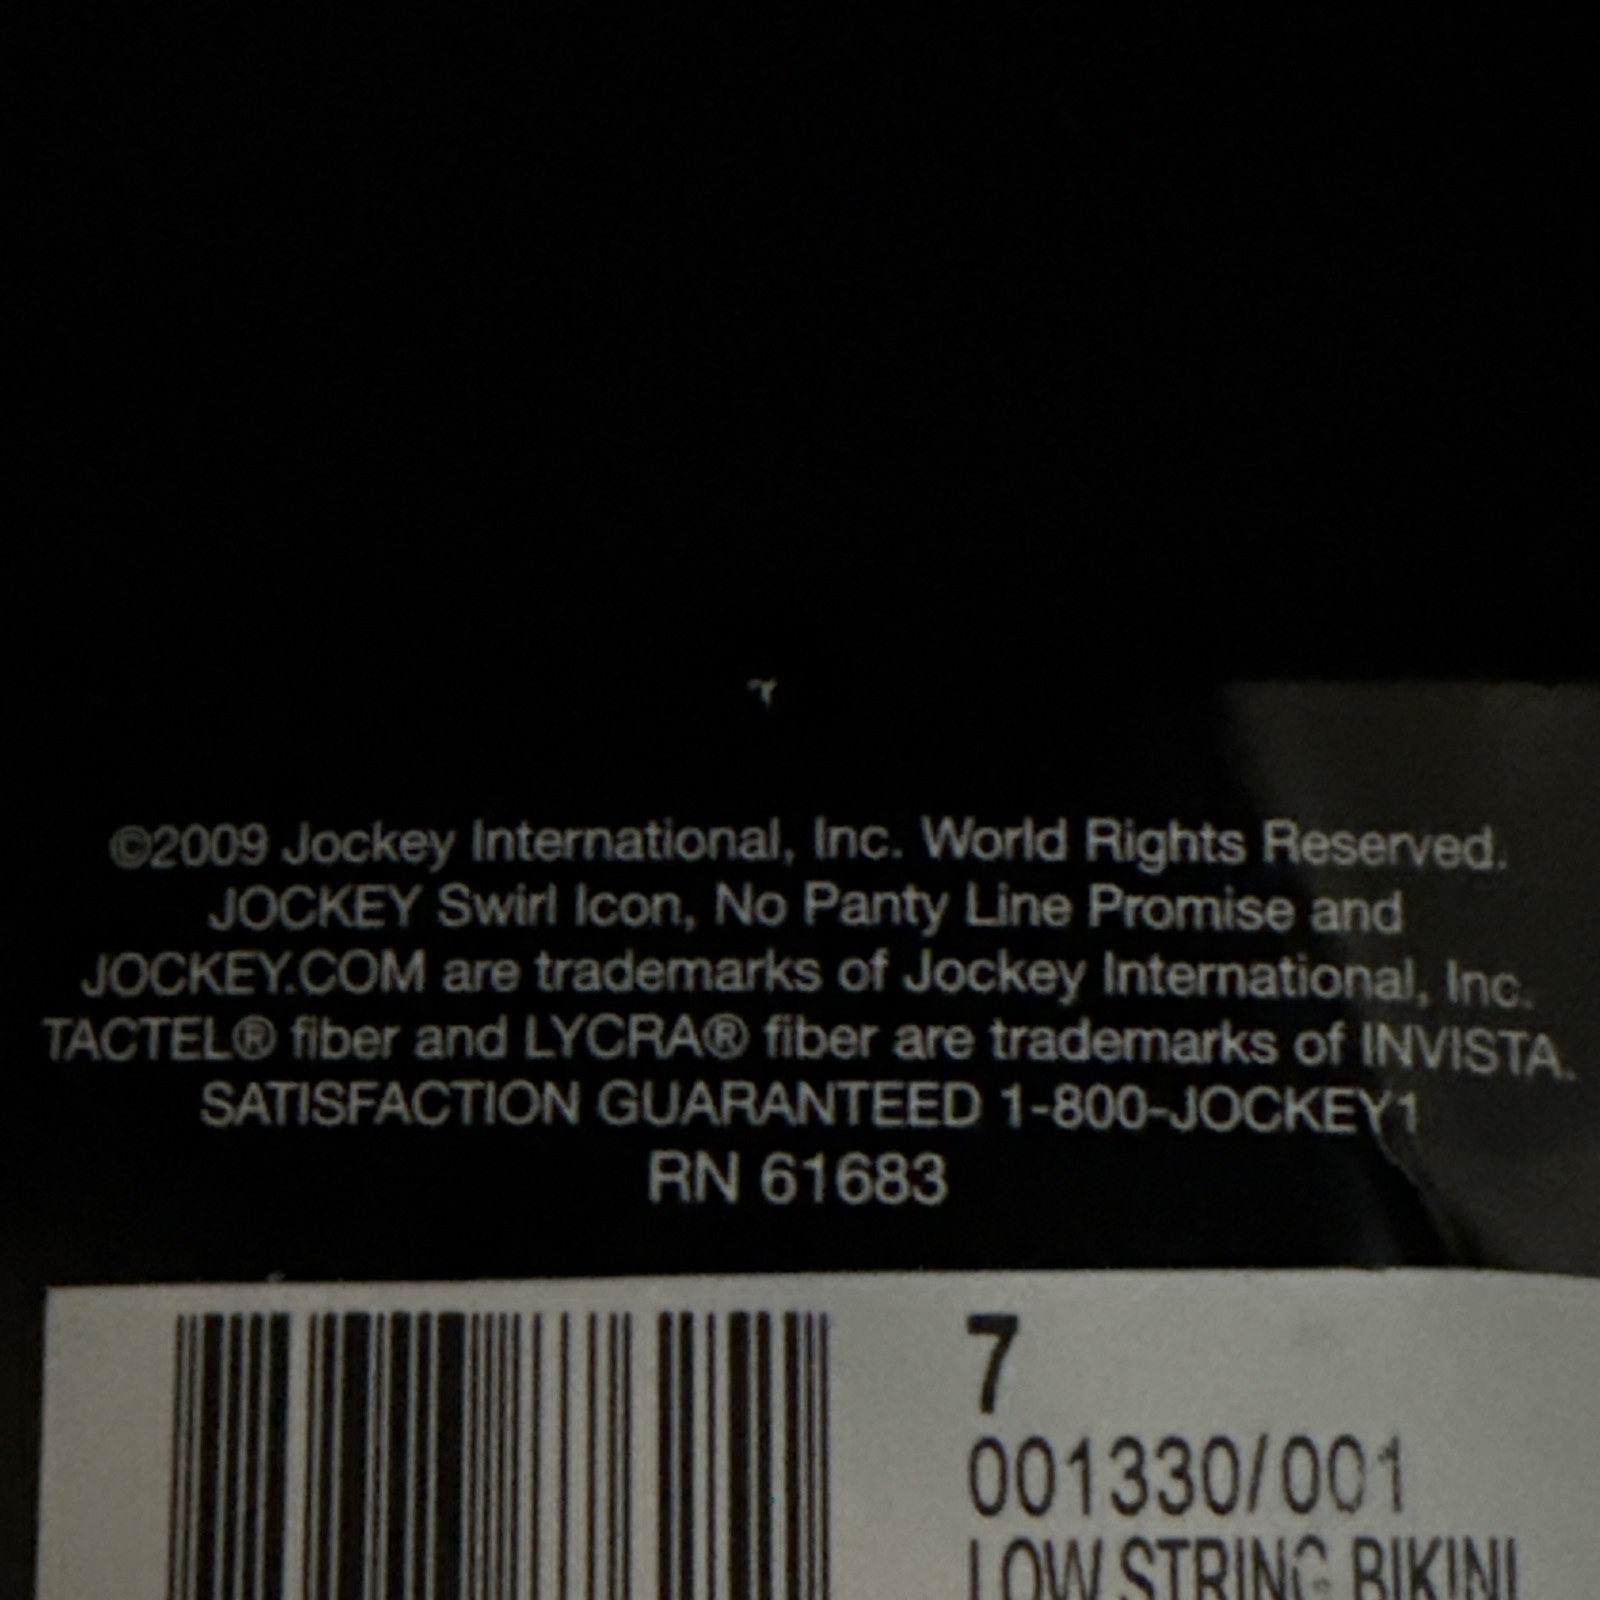 ©2009 Jockey International, Inc. World Rights Reserved.
JOCKEY Swirl Icon, No Panty Line Promise and
JOCKEY.COM are trademarks of Jockey International, Inc.
TACTEL® fiber and LYCRA® fiber are trademarks of INVISTA.
SATISFACTION GUARANTEED 1-800-JOCKEY1
RN 61683
7
001330/001
LOW STRING BIKINI